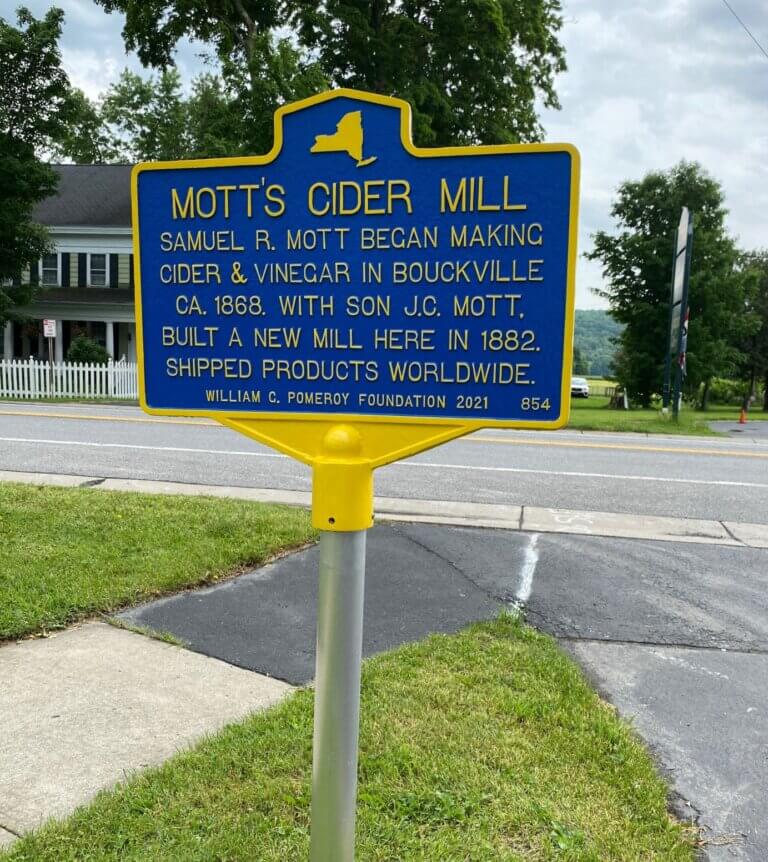 MOTT'S CIDER MILL
SAMUEL R. MOTT BEGAN MAKING
CIDER & VINEGAR IN BOUCKVILLE
CA. 1868. WITH SON J.C. MOTT,
BUILT A NEW MILL HERE IN 1882.
SHIPPED PRODUCTS WORLDWIDE.
WILLIAM G. POMEROY FOUNDATION 2021 854